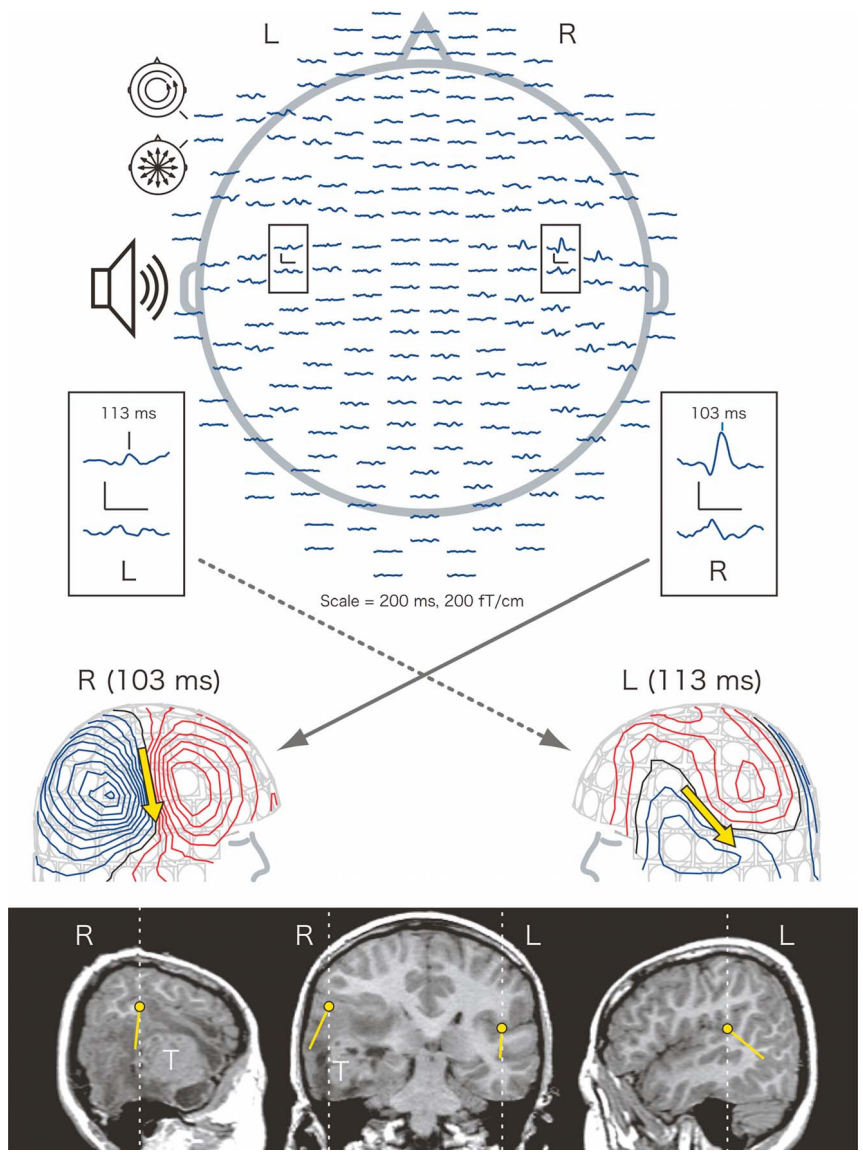 L R
113 ms
L
103 ms
R
Scale = 200 ms, 200 fT/cm
R (103 ms)
L (113 ms)
R R L L
T T